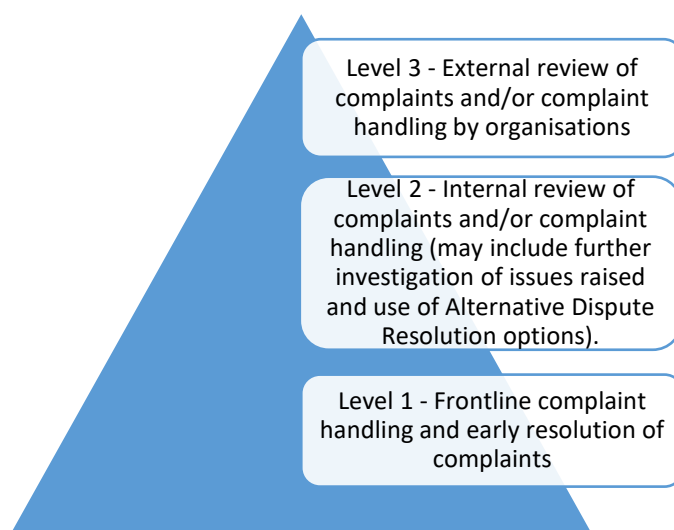 Level 3 - External review of
complaints and/or complaint
handling by organisations
Level 2 - Internal review of
complaints and/or complaint
handling (may include further
investigation of issues raised
and use of Alternative Dispute
Resolution options).
Level 1 - Frontline complaint
handling and early resolution of
complaints